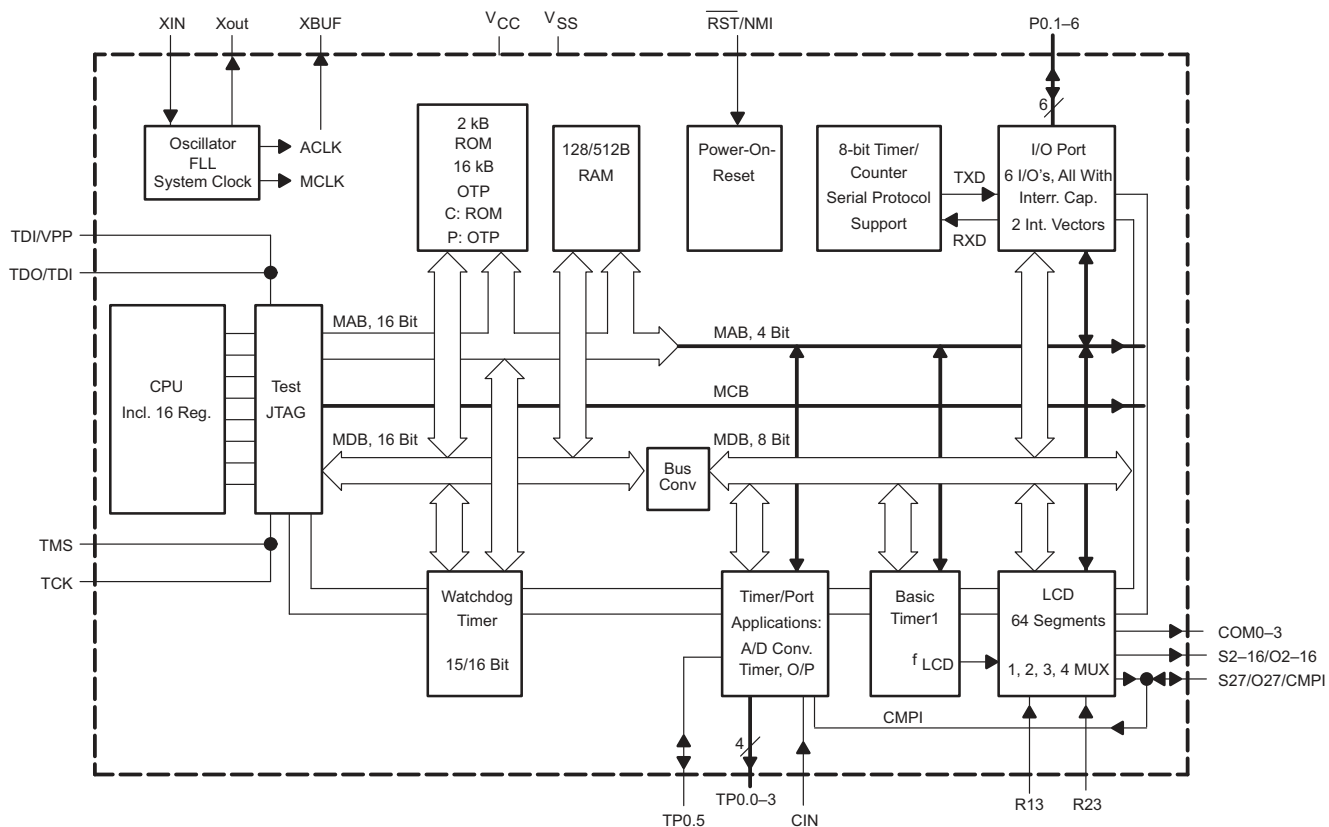 XIN
Xout
XBUF
VCC
VSS
RST/NMI
P0.1–6
6
Oscillator
FLL
System Clock
ACLK
MCLK
2 kB
ROM
16 kB
OTP
C: ROM
P: OTP
128/512B
RAM
Power-On-
Reset
8-bit Timer/
Counter
Serial Protocol
Support
TXD
RXD
I/O Port
6 I/O's, All With
Interr. Cap.
2 Int. Vectors
TDI/VPP
TDO/TDI
CPU
Incl. 16 Reg.
Test
JTAG
MAB, 16 Bit
MAB, 4 Bit
MCB
MDB, 16 Bit
Bus
Conv
MDB, 8 Bit
TMS
TCK
Watchdog
Timer
15/16 Bit
Timer/Port
Applications:
A/D Conv.
Timer, O/P
Basic
Timer1
fLCD
LCD
64 Segments
1, 2, 3, 4 MUX
COM0–3
S2–16/O2–16
S27/O27/CMPI
CMPI
4
TP0.5
TP0.0–3
CIN
R13
R23